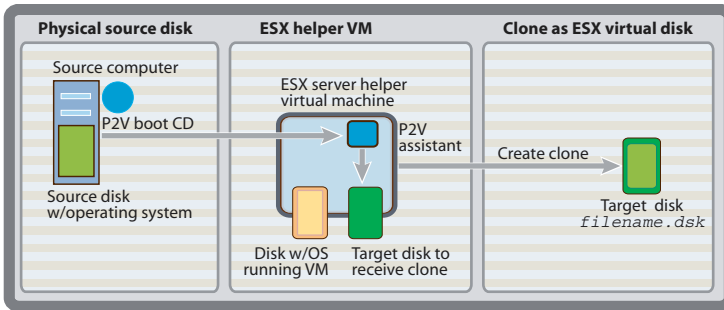 Physical source disk
Source computer
P2V boot CD
Source disk
w/operating system
ESX helper VM
ESX server helper
virtual machine
P2V
assistant
Disk w/OS
running VM
Target disk to
receive clone
Clone as ESX virtual disk
Create clone
Target disk
filename.dsk